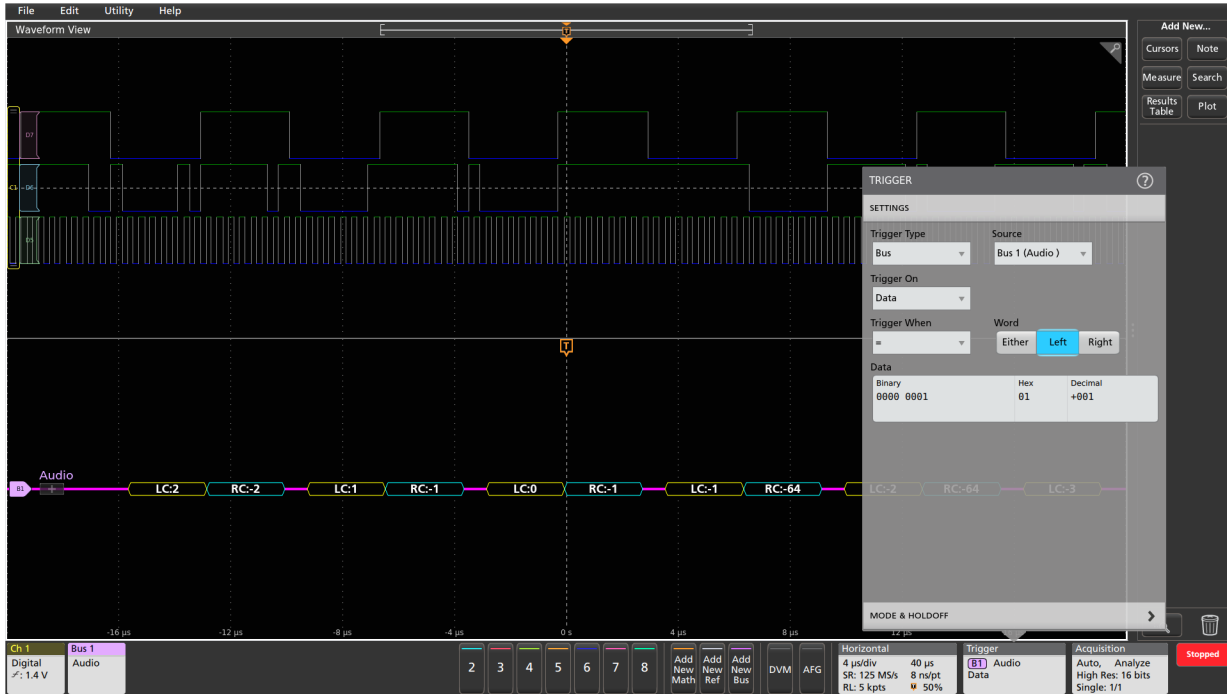 File Edit Utility Help
Waveform View
Add New...
Cursors Note
Measure Search
Results Table Plot
T
D7
C1 D6
D5
TRIGGER ?
SETTINGS
Trigger Type Source
Bus Bus 1 (Audio )
Trigger On
Data
Trigger When Word
= Either Left Right
Data
Binary Hex Decimal
0000 0001 01 +001
T
Audio
B1 + LC:2 RC:-2 LC:1 RC:-1 LC:0 RC:-1 LC:-1 RC:-64 LC:-2 RC:-64 LC:-3
MODE & HOLDOFF
-16 µs -12 µs -8 µs -4 µs 0 s 4 µs 8 µs 12 µs
Ch 1
Digital
: 1.4 V
Bus 1
Audio
2 3 4 5 6 7 8
Add New Math
Add New Ref
Add New Bus
DVM AFG
Horizontal
4 µs/div 40 µs
SR: 125 MS/s 8 ns/pt
RL: 5 kpts 50%
Trigger
B1 Audio
Data
Acquisition
Auto, Analyze
High Res: 16 bits
Single: 1/1
Stopped